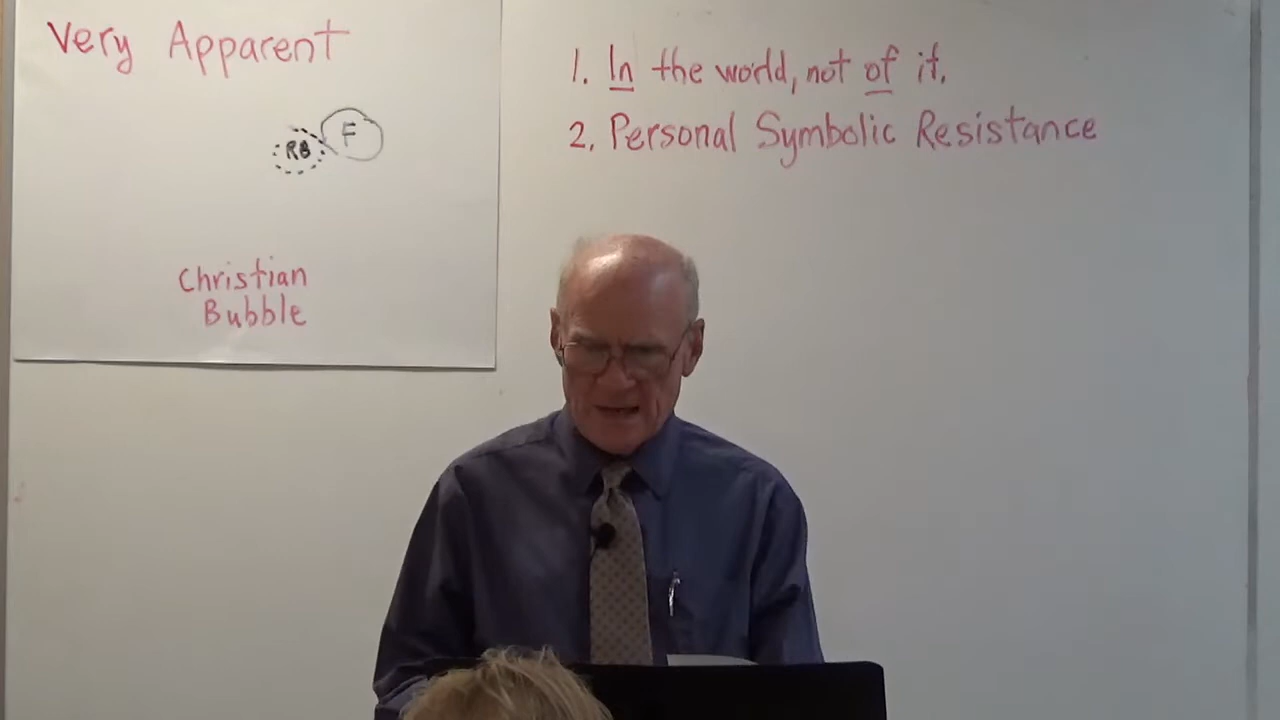 Very Apparent
RB F
Christian
Bubble
1. In the world, not of it.
2. Personal Symbolic Resistance